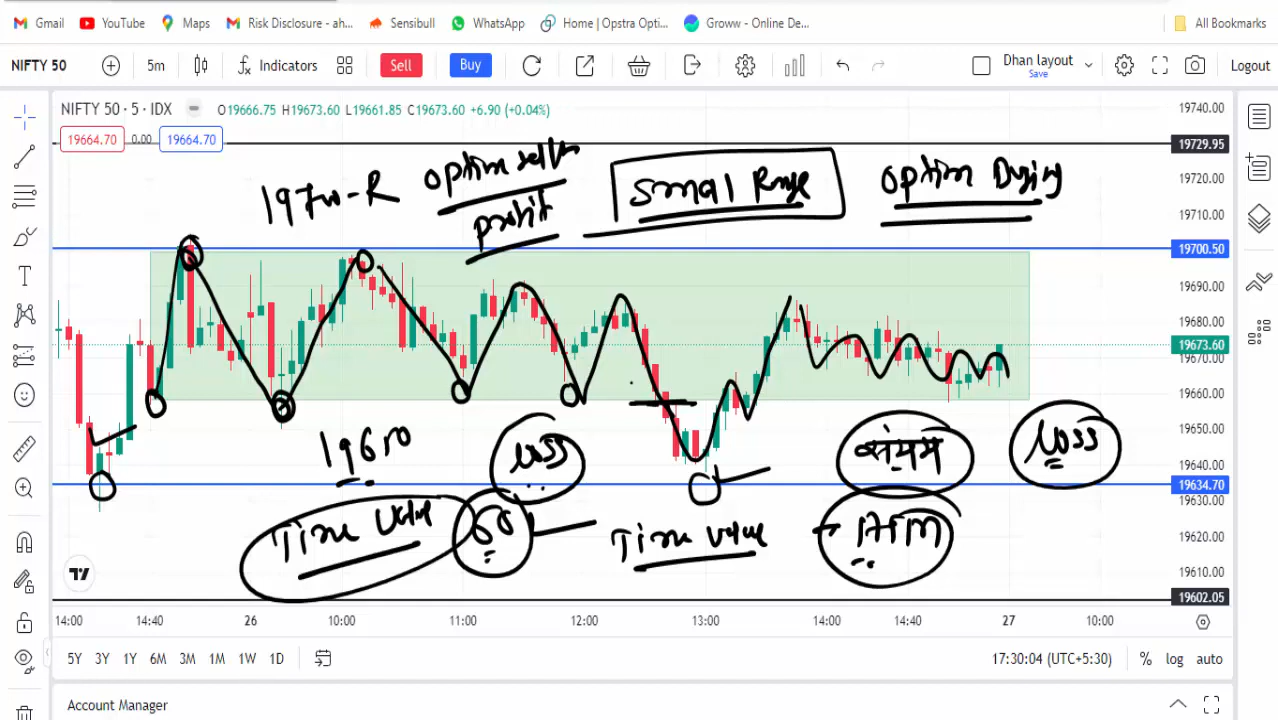 Gmail YouTube Maps Risk Disclosure - ah... Sensibull WhatsApp Home | Opstra Opti... Groww - Online De... All Bookmarks
NIFTY 50 5m Indicators Sell Buy Dhan layout Save Logout
NIFTY 50 · 5 · IDX O19666.75 H19673.60 L19661.85 C19673.60 +6.90 (+0.04%)
19664.70 0.00 19664.70
19740.00
19729.95
19720.00
19710.00
19700.50
19690.00
19680.00
19673.60
19670.00
19660.00
19650.00
19640.00
19634.70
19630.00
19620.00
19610.00
19602.05
option seller
profit
Small Range
option Buying
19650
Loss
संयम
Loss
Time Value
60
Time Value
ATM
14:00 14:40 26 10:00 11:00 12:00 13:00 14:00 14:40 27 10:00
5Y 3Y 1Y 6M 3M 1M 1W 1D 17:30:04 (UTC+5:30) % log auto
Account Manager